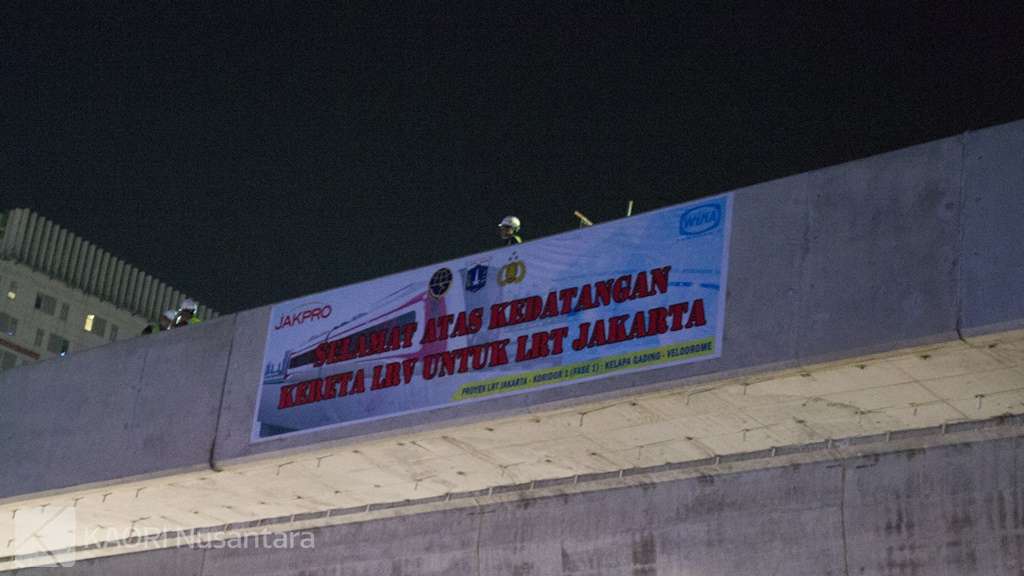 JAKPRO
WIKA
SELAMAT ATAS KEDATANGAN
KERETA LRV UNTUK LRT JAKARTA
PROYEK LRT JAKARTA - KORIDOR 1 (FASE 1) : KELAPA GADING - VELODROME
KAORI Nusantara